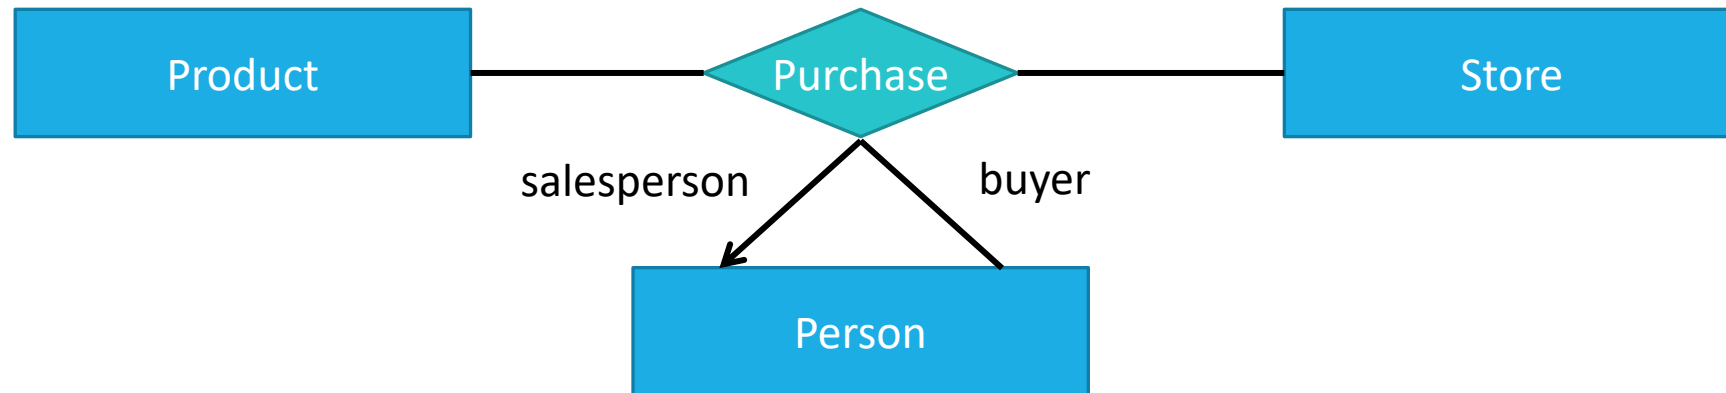 Product
Purchase
Store
salesperson
buyer
Person